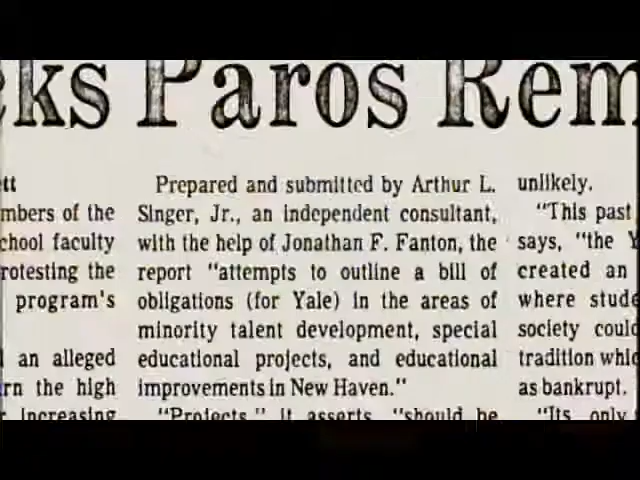 ks Paros Rem
tt
mbers of the
chool faculty
rotesting the
program's
an alleged
rn the high
r increasing
Prepared and submitted by Arthur L.
Singer, Jr., an independent consultant,
with the help of Jonathan F. Fanton, the
report "attempts to outline a bill of
obligations (for Yale) in the areas of
minority talent development, special
educational projects, and educational
improvements in New Haven."
"Projects," it asserts, "should be
unlikely.
"This past
says, "the Y
created an
where stude
society coul
tradition whic
as bankrupt.
"Its only